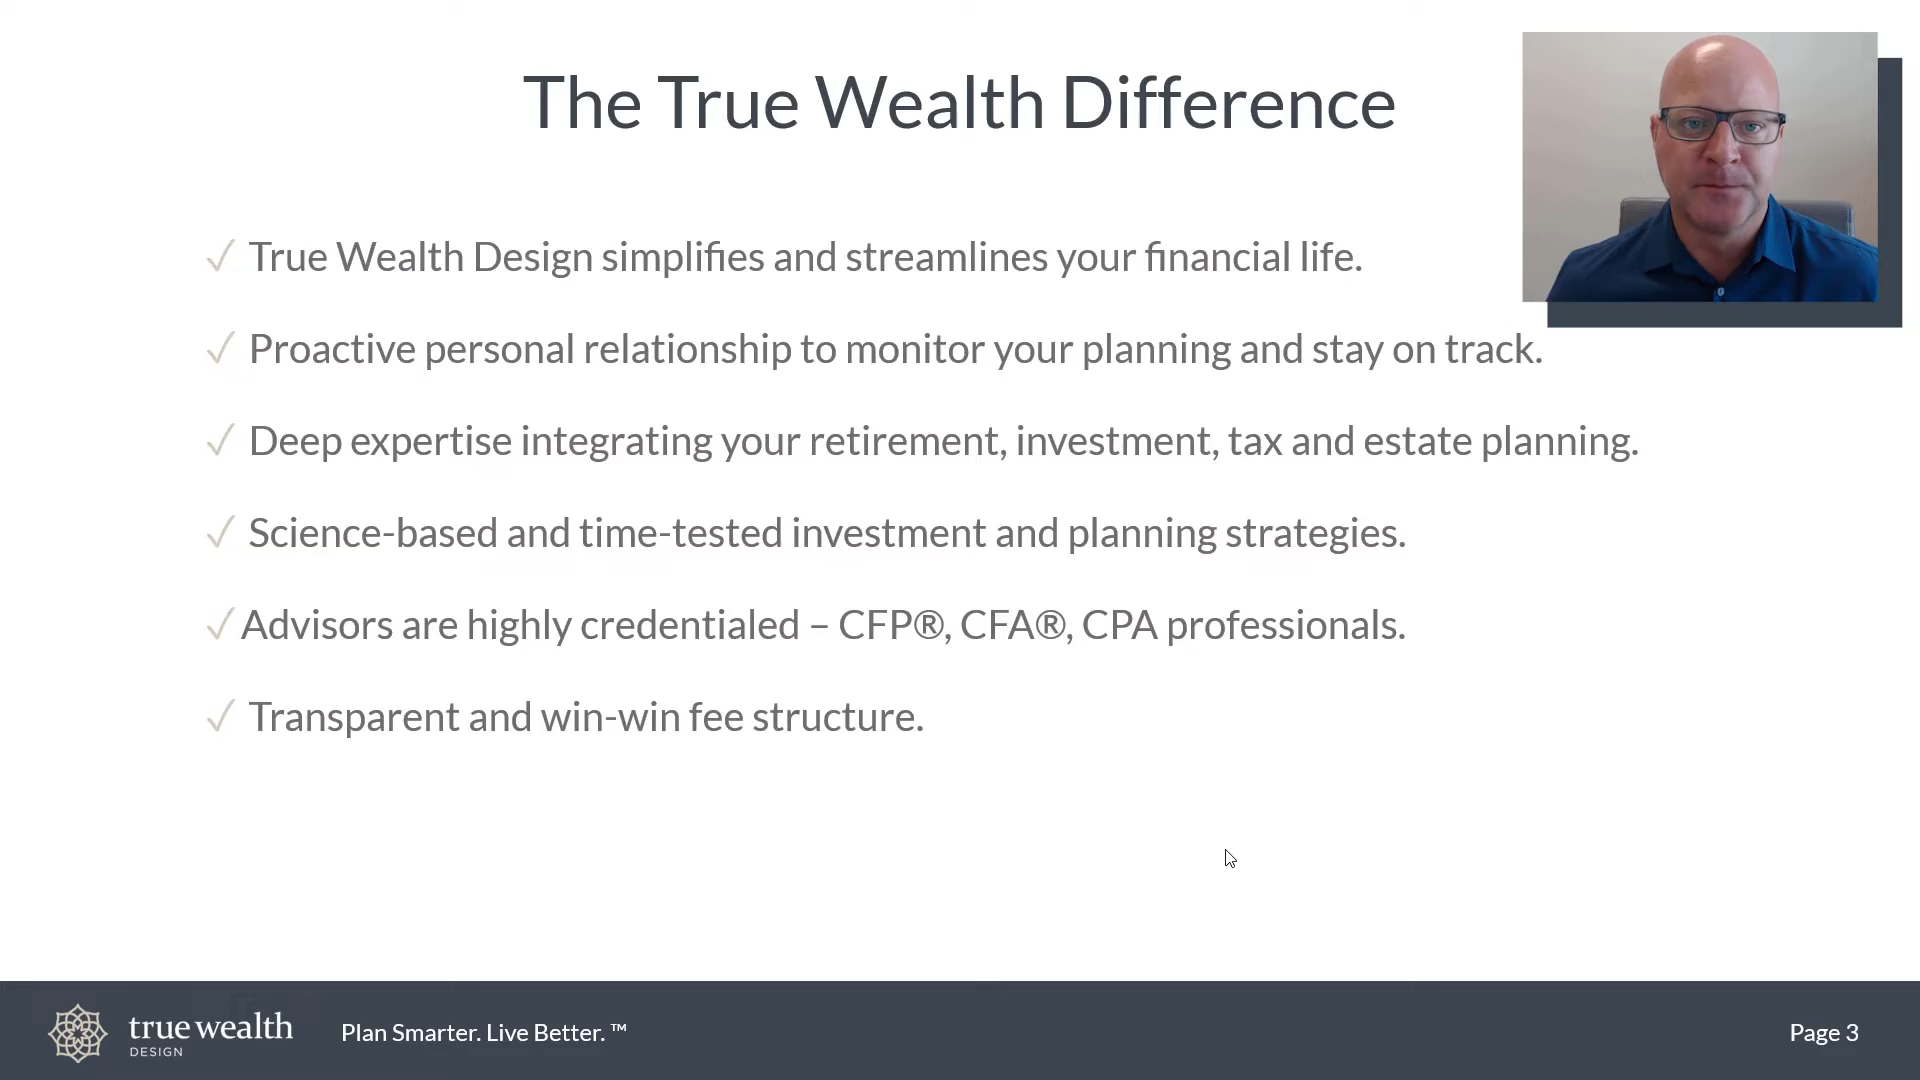 The True Wealth Difference
✓ True Wealth Design simplifies and streamlines your financial life.
✓ Proactive personal relationship to monitor your planning and stay on track.
✓ Deep expertise integrating your retirement, investment, tax and estate planning.
✓ Science-based and time-tested investment and planning strategies.
✓ Advisors are highly credentialed – CFP®, CFA®, CPA professionals.
✓ Transparent and win-win fee structure.
true wealth
DESIGN
Plan Smarter. Live Better. ™
Page 3